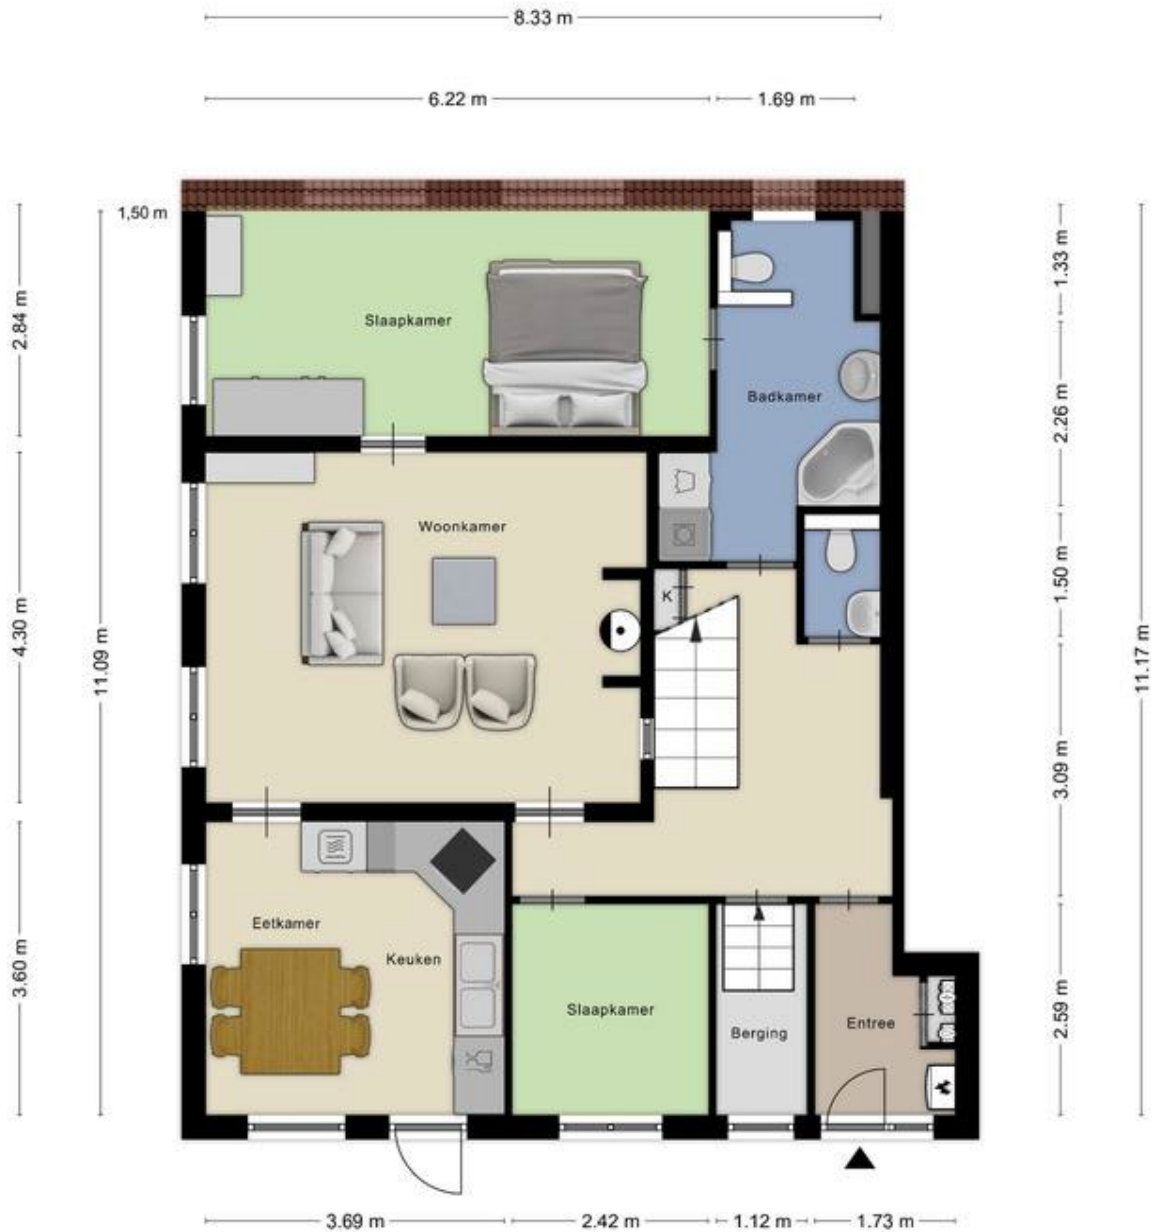 8.33 m
6.22 m
1.69 m
1,50 m
2.84 m
4.30 m
3.60 m
11.09 m
Slaapkamer
Badkamer
Woonkamer
K
Eetkamer
Keuken
Slaapkamer
Berging
Entree
1.33 m
2.26 m
1.50 m
3.09 m
2.59 m
11.17 m
3.69 m
2.42 m
1.12 m
1.73 m